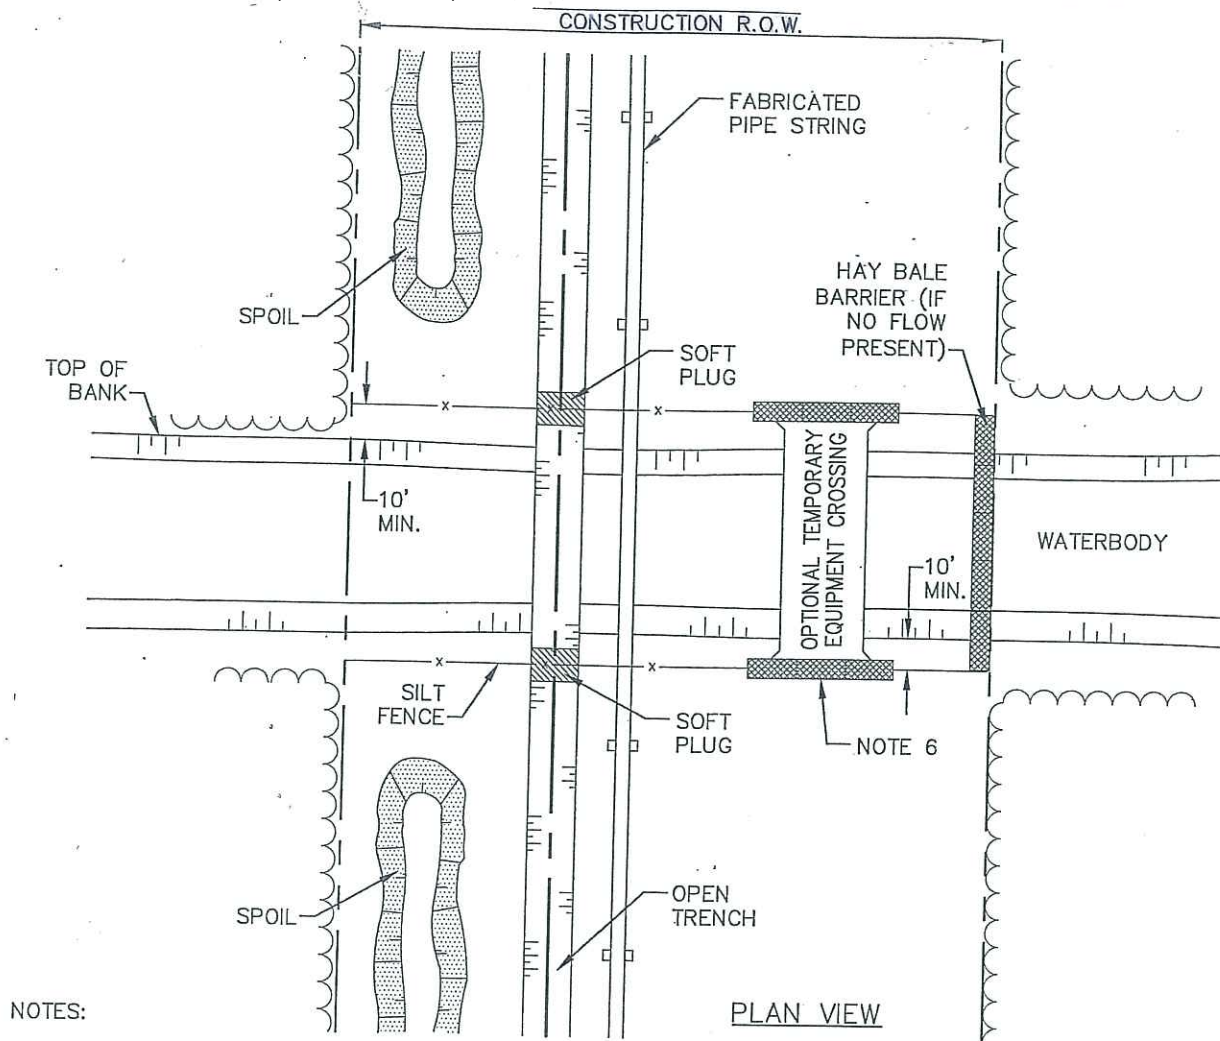 CONSTRUCTION R.O.W.
FABRICATED
PIPE STRING
HAY BALE
BARRIER (IF
NO FLOW
PRESENT)
SPOIL
SOFT
PLUG
TOP OF
BANK
x
x
10'
MIN.
OPTIONAL TEMPORARY
EQUIPMENT CROSSING
WATERBODY
10'
MIN.
x
x
SILT
FENCE
SOFT
PLUG
NOTE 6
SPOIL
OPEN
TRENCH
NOTES:
PLAN VIEW